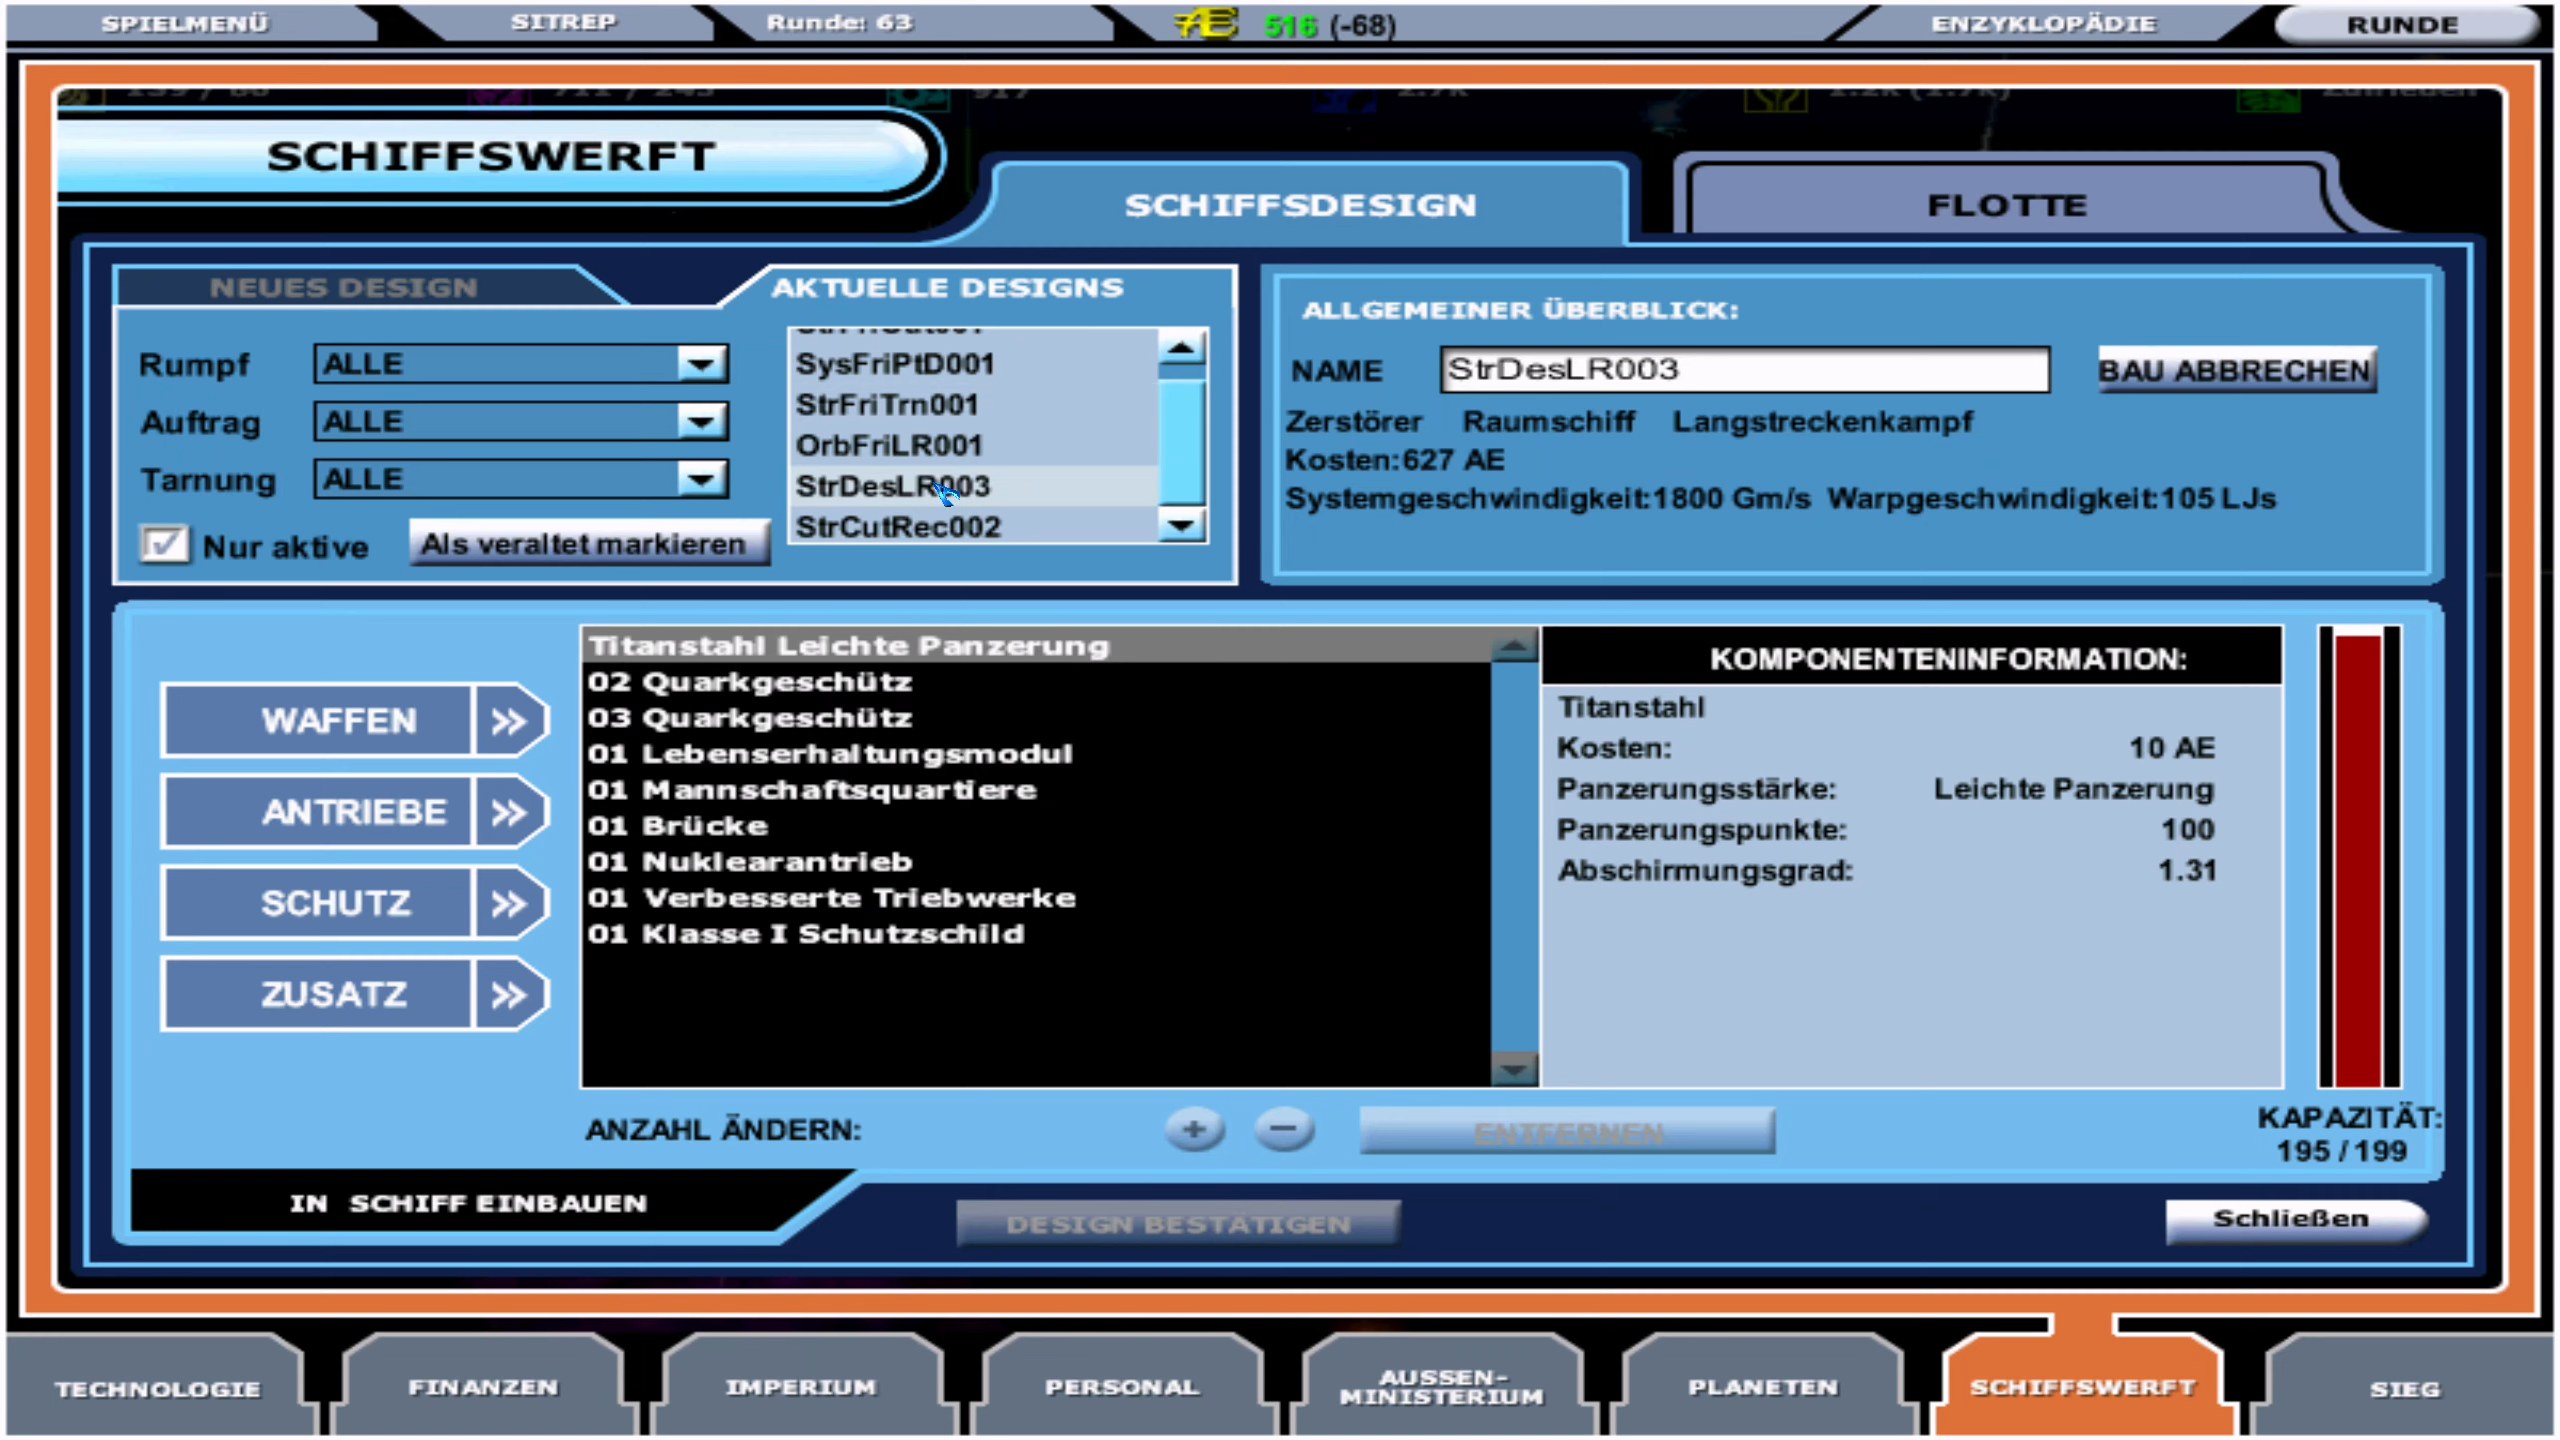 SPIELMENÜ
SITREP
Runde: 63
516 (-68)
ENZYKLOPÄDIE
RUNDE
SCHIFFSWERFT
SCHIFFSDESIGN
FLOTTE
NEUES DESIGN
AKTUELLE DESIGNS
Rumpf ALLE
Auftrag ALLE
Tarnung ALLE
Nur aktive
Als veraltet markieren
SysFriPtD001
StrFriTrn001
OrbFriLR001
StrDesLR003
StrCutRec002
ALLGEMEINER ÜBERBLICK:
NAME StrDesLR003
BAU ABBRECHEN
Zerstörer Raumschiff Langstreckenkampf
Kosten:627 AE
Systemgeschwindigkeit:1800 Gm/s Warpgeschwindigkeit:105 LJs
WAFFEN
ANTRIEBE
SCHUTZ
ZUSATZ
Titanstahl Leichte Panzerung
02 Quarkgeschütz
03 Quarkgeschütz
01 Lebenserhaltungsmodul
01 Mannschaftsquartiere
01 Brücke
01 Nuklearantrieb
01 Verbesserte Triebwerke
01 Klasse I Schutzschild
KOMPONENTENINFORMATION:
Titanstahl
Kosten: 10 AE
Panzerungsstärke: Leichte Panzerung
Panzerungspunkte: 100
Abschirmungsgrad: 1.31
ANZAHL ÄNDERN:
ENTFERNEN
KAPAZITÄT:
195 / 199
IN SCHIFF EINBAUEN
DESIGN BESTÄTIGEN
Schließen
TECHNOLOGIE
FINANZEN
IMPERIUM
PERSONAL
AUSSEN-
MINISTERIUM
PLANETEN
SCHIFFSWERFT
SIEG